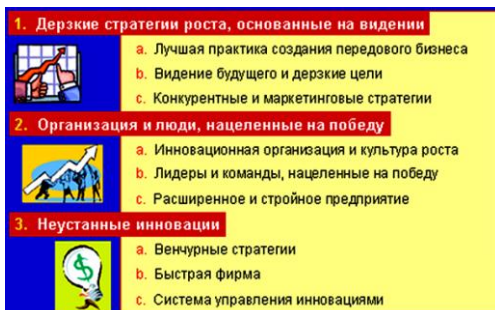 1. Дерзкие стратегии роста, основанные на видении
a. Лучшая практика создания передового бизнеса
b. Видение будущего и дерзкие цели
c. Конкурентные и маркетинговые стратегии
2. Организация и люди, нацеленные на победу
a. Инновационная организация и культура роста
b. Лидеры и команды, нацеленные на победу
c. Расширенное и стройное предприятие
3. Неустанные инновации
a. Венчурные стратегии
b. Быстрая фирма
c. Система управления инновациями
$